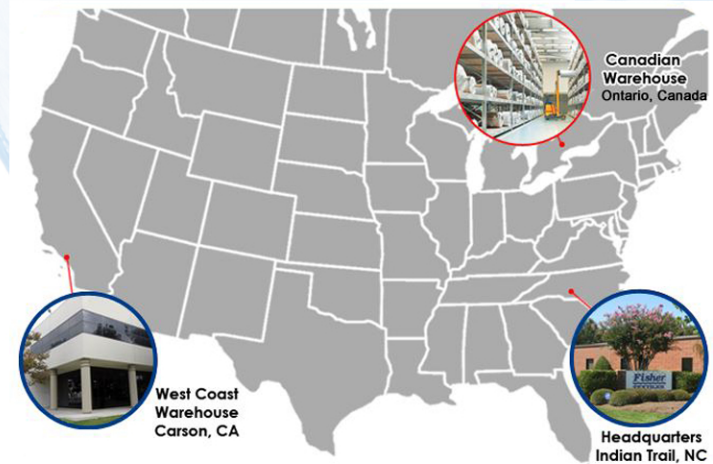 Canadian
Warehouse
Ontario, Canada
West Coast
Warehouse
Carson, CA
Fisher
Headquarters
Indian Trail, NC